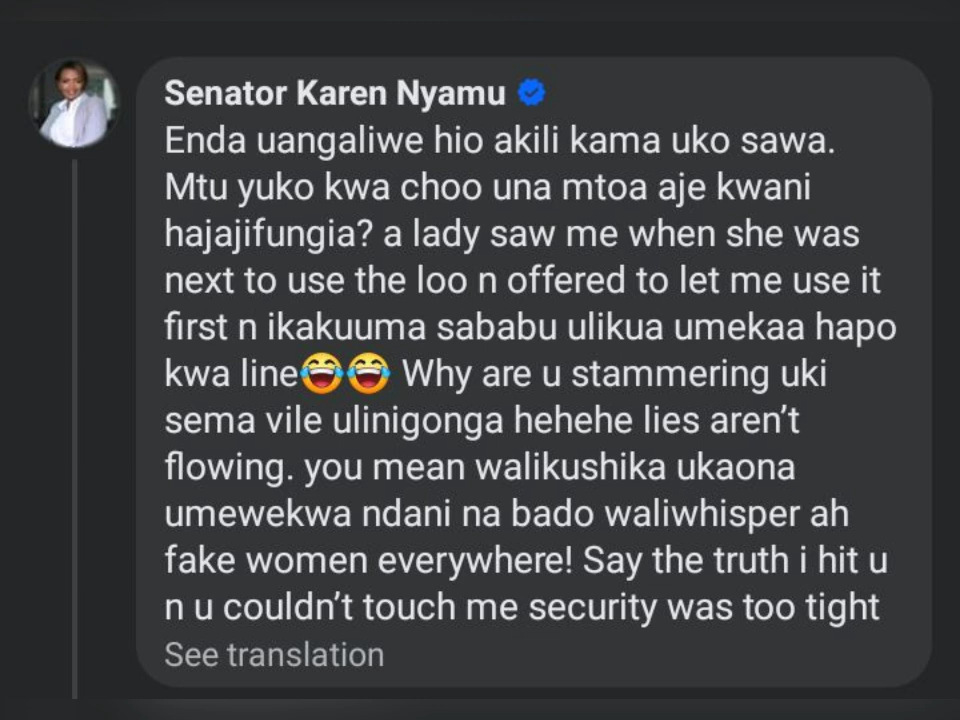 Senator Karen Nyamu
Enda uangaliwe hio akili kama uko sawa.
Mtu yuko kwa choo una mtoa aje kwani
hajajifungia? a lady saw me when she was
next to use the loo n offered to let me use it
first n ikakuuma sababu ulikua umekaa hapo
kwa line😂😂 Why are u stammering uki
sema vile ulinigonga hehehe lies aren’t
flowing. you mean walikushika ukaona
umewekwa ndani na bado waliwhisper ah
fake women everywhere! Say the truth i hit u
n u couldn’t touch me security was too tight
See translation